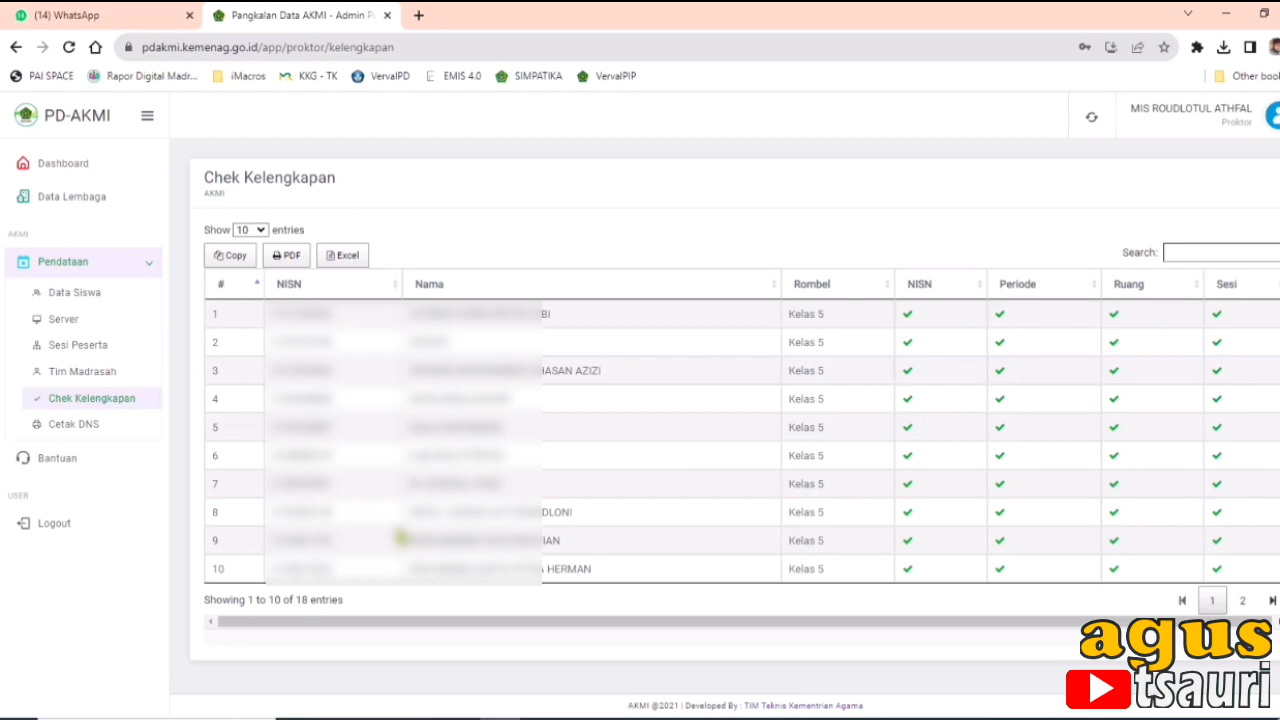 (14) WhatsApp
Pangkalan Data AKMI - Admin P
pdakmi.kemenag.go.id/app/proktor/kelengkapan
PAI SPACE
Rapor Digital Madr...
iMacros
KKG - TK
VervalPD
EMIS 4.0
SIMPATIKA
VervalPIP
Other book
PD-AKMI
MIS ROUDLOTUL ATHFAL
Proktor
Dashboard
Data Lembaga
AKMI
Pendataan
Data Siswa
Server
Sesi Peserta
Tim Madrasah
Chek Kelengkapan
Cetak DNS
Bantuan
USER
Logout
Chek Kelengkapan
AKMI
Show 10 entries
Copy PDF Excel
Search:
# NISN Nama Rombel NISN Periode Ruang Sesi
1 BI Kelas 5
2 Kelas 5
3 HASAN AZIZI Kelas 5
4 Kelas 5
5 Kelas 5
6 Kelas 5
7 Kelas 5
8 DLONI Kelas 5
9 IAN Kelas 5
10 A HERMAN Kelas 5
Showing 1 to 10 of 18 entries
1 2
AKMI @2021 | Developed By : TIM Teknis Kementrian Agama
agus
tsauri